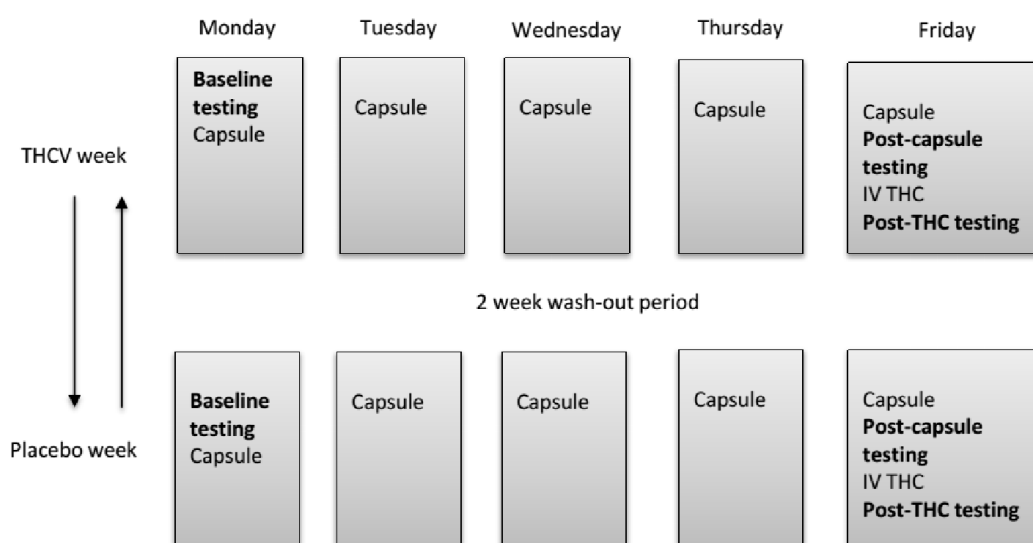 Monday
Tuesday
Wednesday
Thursday
Friday
THCV week
Baseline
testing
Capsule
Capsule
Capsule
Capsule
Capsule
Post-capsule
testing
IV THC
Post-THC testing
2 week wash-out period
Placebo week
Baseline
testing
Capsule
Capsule
Capsule
Capsule
Capsule
Post-capsule
testing
IV THC
Post-THC testing